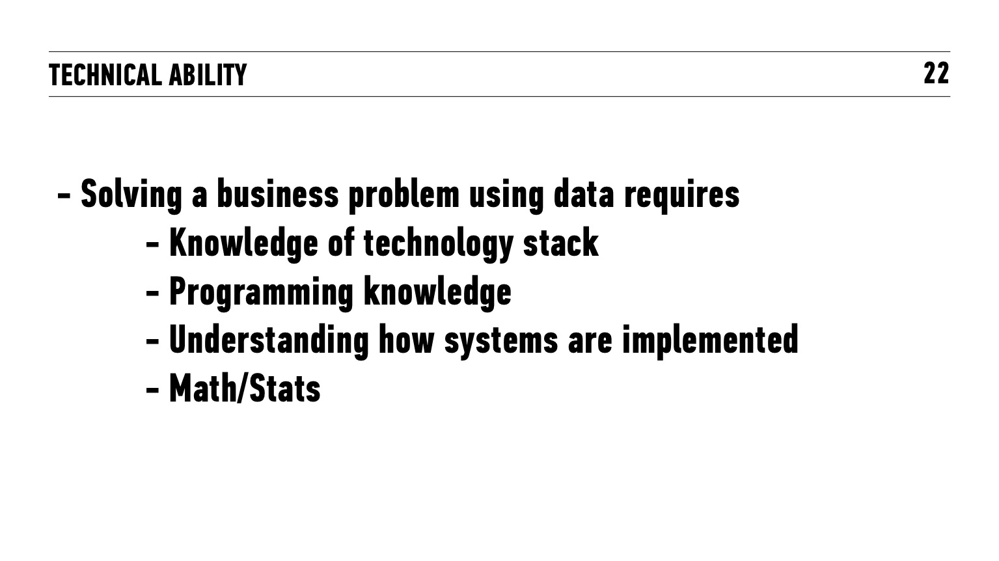 TECHNICAL ABILITY 22
– Solving a business problem using data requires
– Knowledge of technology stack
– Programming knowledge
– Understanding how systems are implemented
– Math/Stats